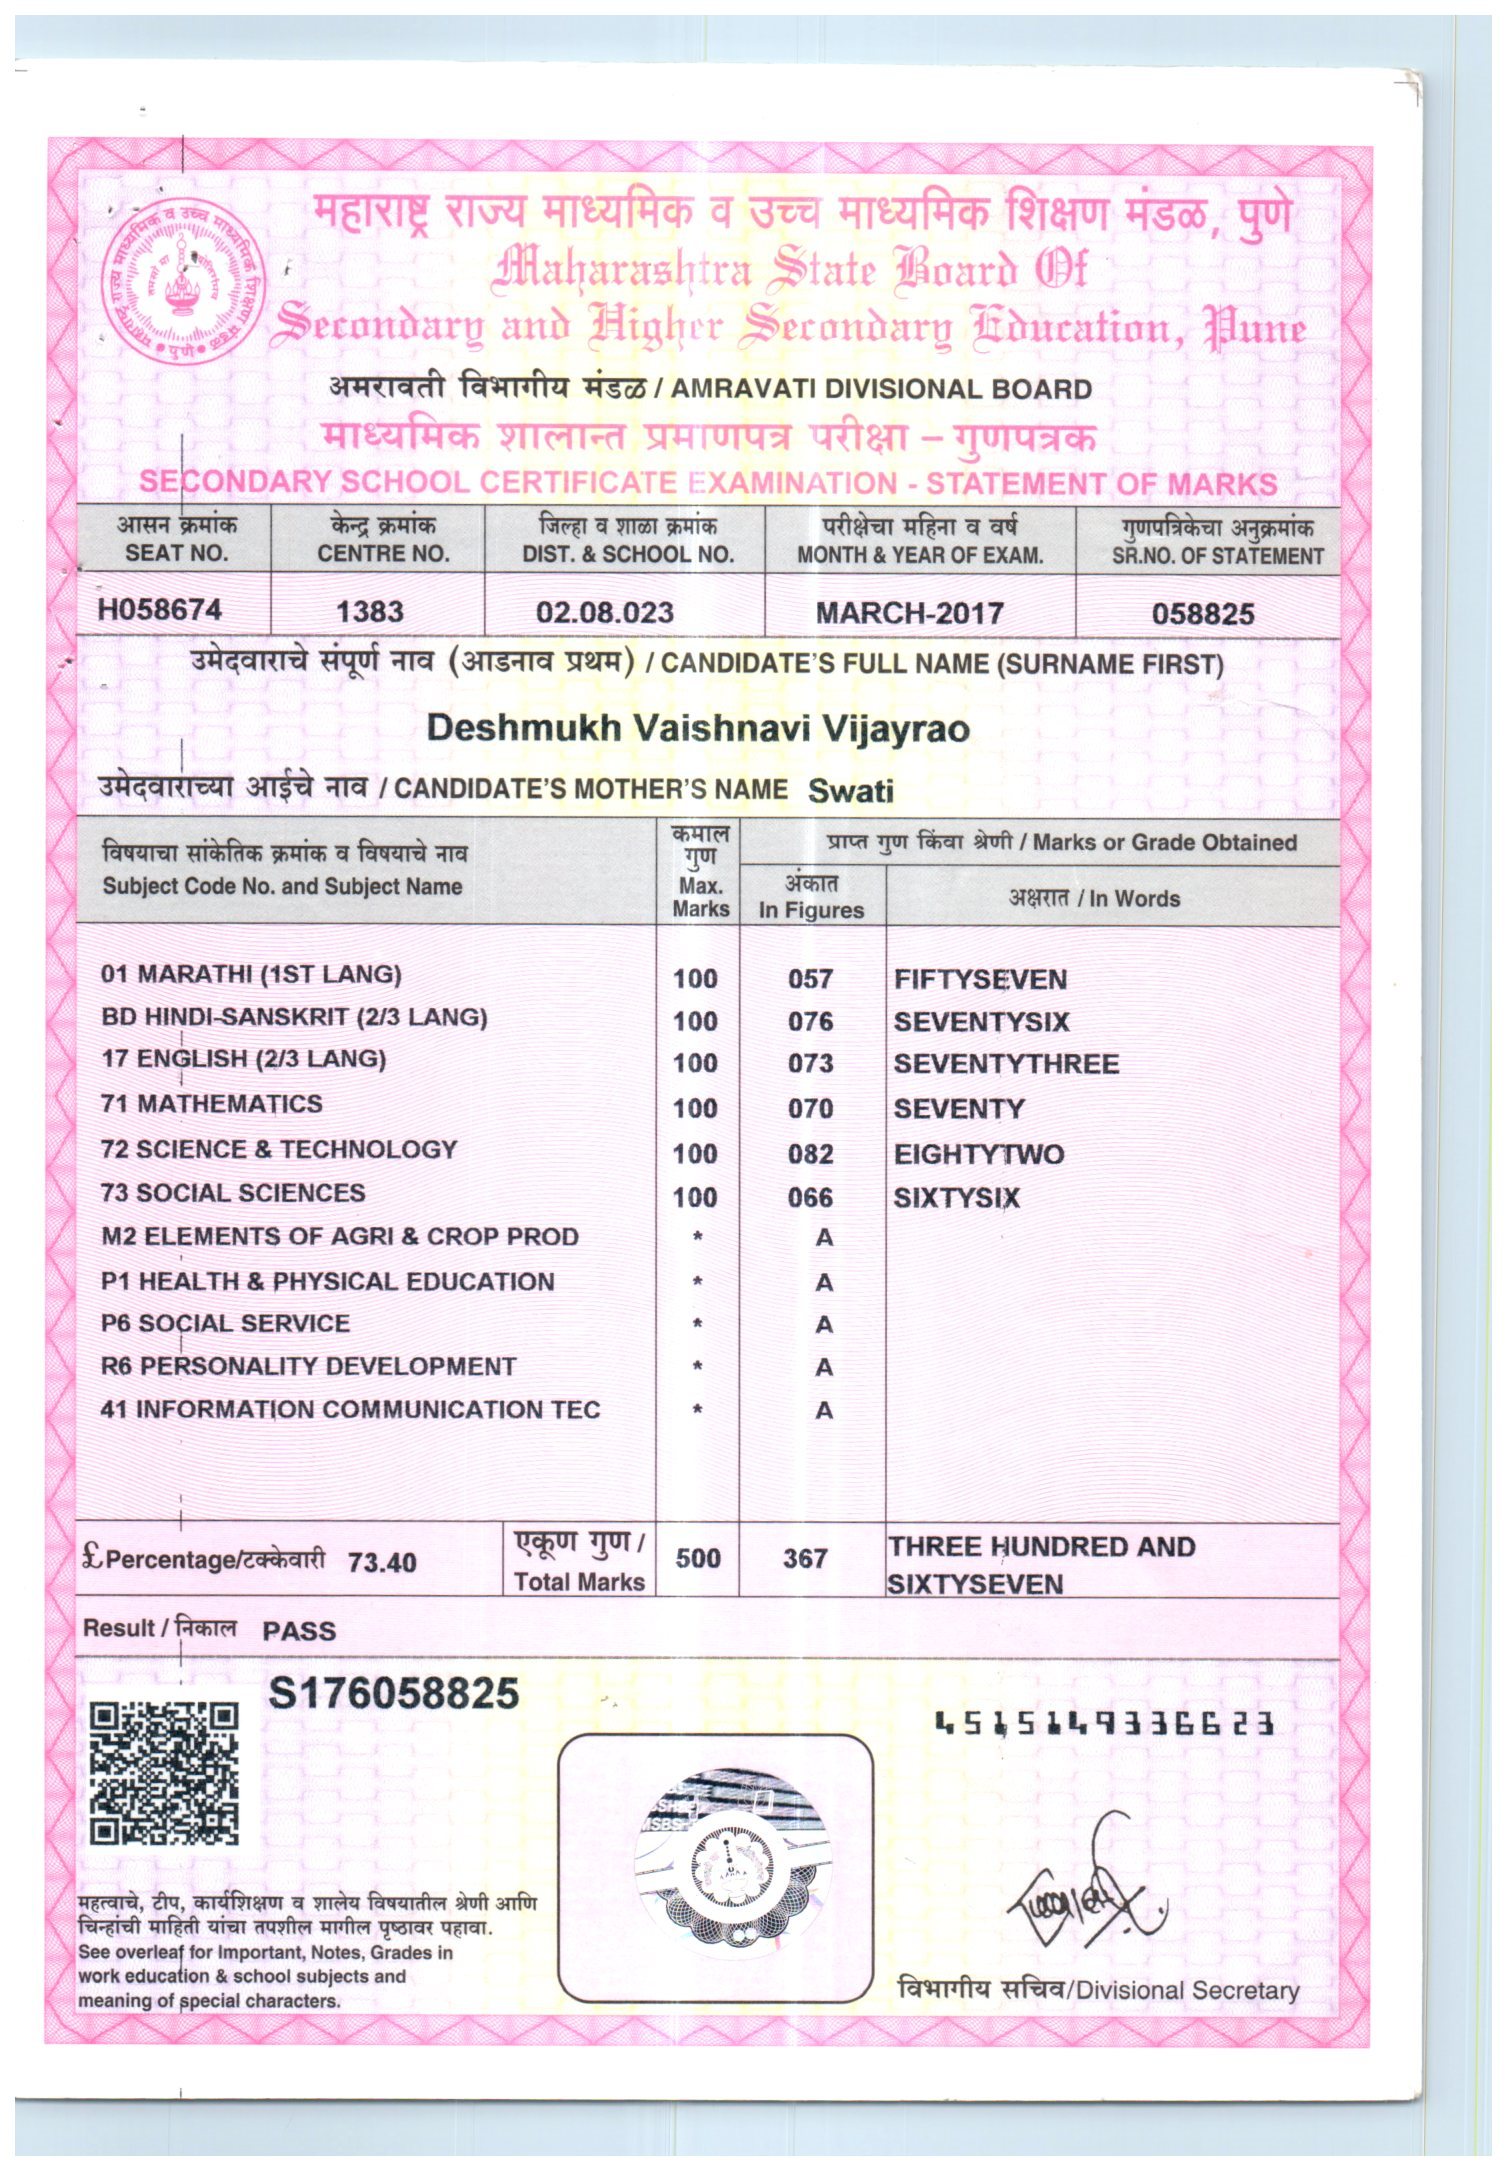 महाराष्ट्र राज्य माध्यमिक व उच्च माध्यमिक शिक्षण मंडळ, पुणे
Maharashtra State Board Of
Secondary and Higher Secondary Education, Pune
अमरावती विभागीय मंडळ / AMRAVATI DIVISIONAL BOARD
माध्यमिक शालान्त प्रमाणपत्र परीक्षा – गुणपत्रक
SECONDARY SCHOOL CERTIFICATE EXAMINATION - STATEMENT OF MARKS
आसन क्रमांक केन्द्र क्रमांक जिल्हा व शाळा क्रमांक परीक्षेचा महिना व वर्ष गुणपत्रिकेचा अनुक्रमांक
SEAT NO. CENTRE NO. DIST. & SCHOOL NO. MONTH & YEAR OF EXAM. SR.NO. OF STATEMENT
H058674 1383 02.08.023 MARCH-2017 058825
उमेदवाराचे संपूर्ण नाव (आडनाव प्रथम) / CANDIDATE'S FULL NAME (SURNAME FIRST)
Deshmukh Vaishnavi Vijayrao
उमेदवाराच्या आईचे नाव / CANDIDATE'S MOTHER'S NAME Swati
विषयाचा सांकेतिक क्रमांक व विषयाचे नाव
Subject Code No. and Subject Name
कमाल
गुण
Max.
Marks
प्राप्त गुण किंवा श्रेणी / Marks or Grade Obtained
अंकात
In Figures
अक्षरात / In Words
01 MARATHI (1ST LANG) 100 057 FIFTYSEVEN
BD HINDI-SANSKRIT (2/3 LANG) 100 076 SEVENTYSIX
17 ENGLISH (2/3 LANG) 100 073 SEVENTYTHREE
71 MATHEMATICS 100 070 SEVENTY
72 SCIENCE & TECHNOLOGY 100 082 EIGHTYTWO
73 SOCIAL SCIENCES 100 066 SIXTYSIX
M2 ELEMENTS OF AGRI & CROP PROD * A
P1 HEALTH & PHYSICAL EDUCATION * A
P6 SOCIAL SERVICE * A
R6 PERSONALITY DEVELOPMENT * A
41 INFORMATION COMMUNICATION TEC * A
£ Percentage/टक्केवारी 73.40
एकूण गुण /
Total Marks
500 367
THREE HUNDRED AND
SIXTYSEVEN
Result / निकाल PASS
S176058825
4515149336623
महत्वाचे, टीप, कार्यशिक्षण व शालेय विषयातील श्रेणी आणि
चिन्हांची माहिती यांचा तपशील मागील पृष्ठावर पहावा.
See overleaf for Important, Notes, Grades in
work education & school subjects and
meaning of special characters.
विभागीय सचिव/Divisional Secretary